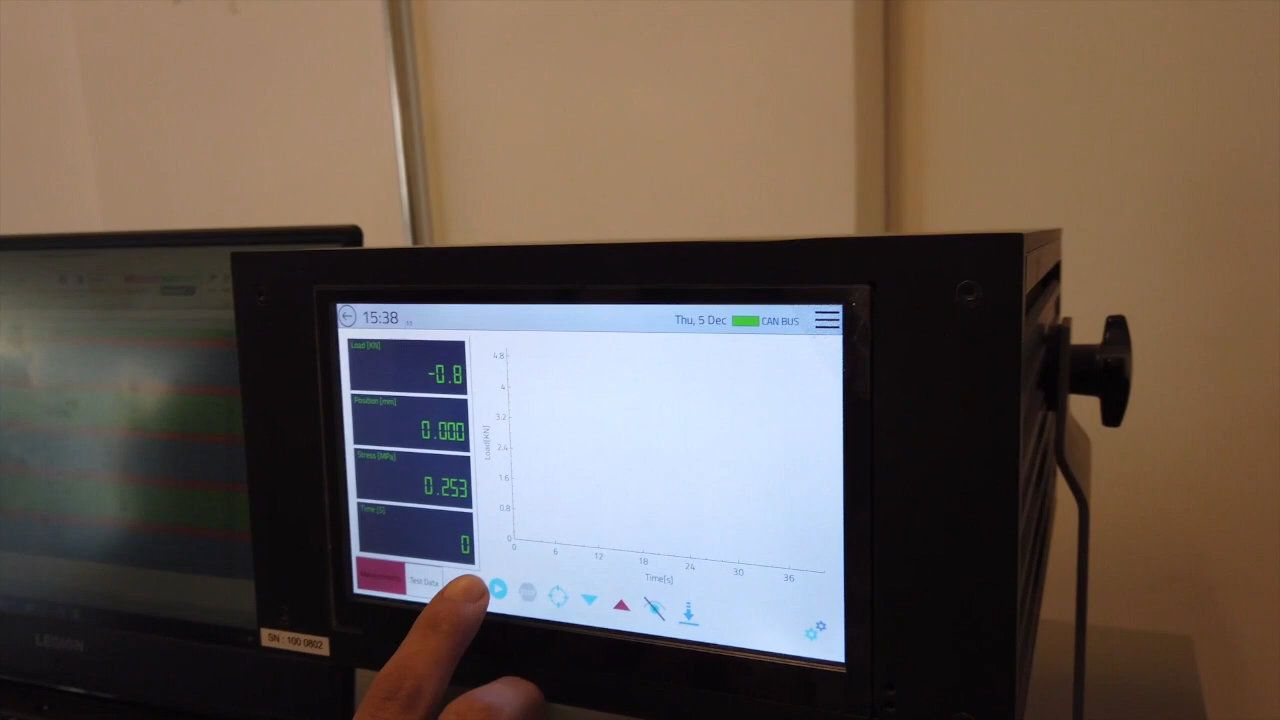 15:38
Thu, 5 Dec
CAN BUS
Load [KN]
-0.8
Position [mm]
0.000
Stress [MPa]
0.253
Time [S]
0
Test Data
Load[KN]
4.8
4
3.2
2.4
1.6
0.8
0
0 6 12 18 24 30 36
Time[s]
SN : 100 0802
LEGION